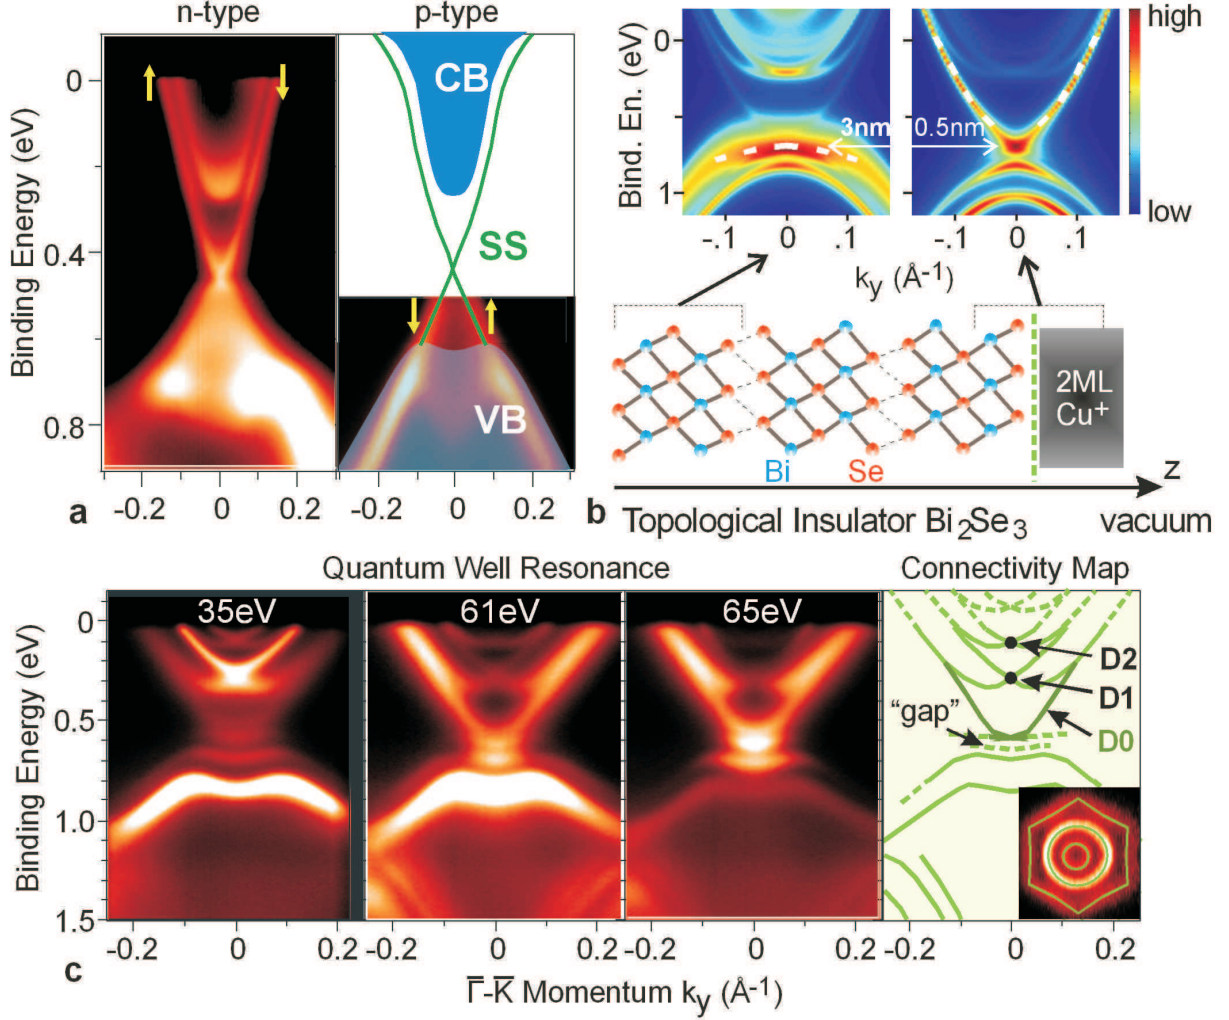 n-type
p-type
Binding Energy (eV)
0
0.4
0.8
CB
SS
VB
-0.2
0
0.2
-0.2
0
0.2
a
Bind. En. (eV)
0
1
3nm
0.5nm
high
low
-.1
0
.1
-.1
0
.1
k_y (Å⁻¹)
2ML
Cu⁺
Bi
Se
z
b
Topological Insulator Bi₂Se₃
vacuum
Quantum Well Resonance
Connectivity Map
Binding Energy (eV)
0
0.5
1.0
1.5
35eV
61eV
65eV
D2
D1
"gap"
D0
-0.2
0
0.2
-0.2
0
0.2
-0.2
0
0.2
-0.2
0
0.2
c
Γ̅-K̅ Momentum k_y (Å⁻¹)